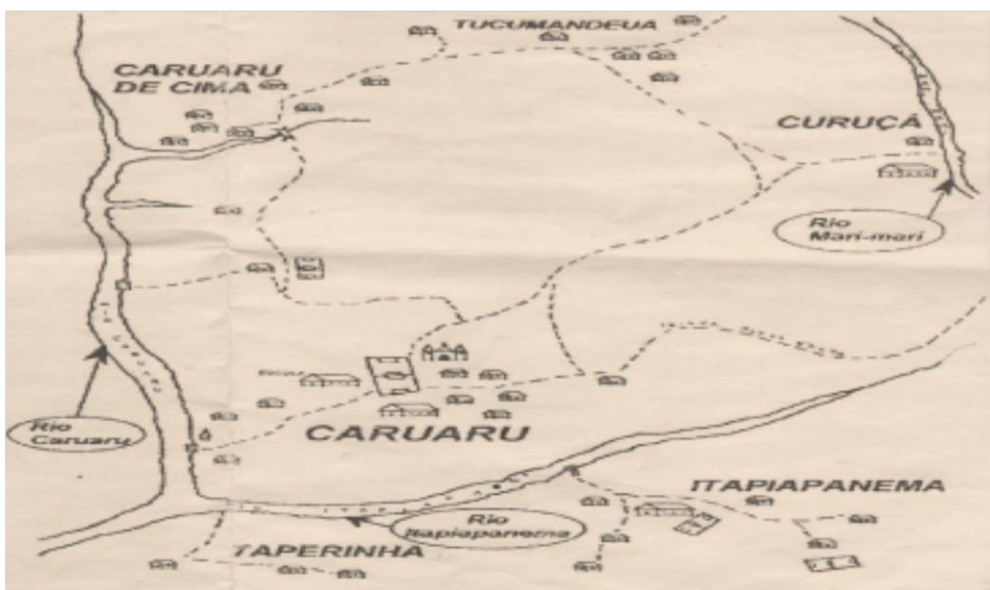 TUCUMANDEUA
CARUARU
DE CIMA
CURUÇÁ
Rio
Mari-mari
Rio
Caruaru
CARUARU
ITAPIAPANEMA
Rio
Itapiapanema
TAPERINHA